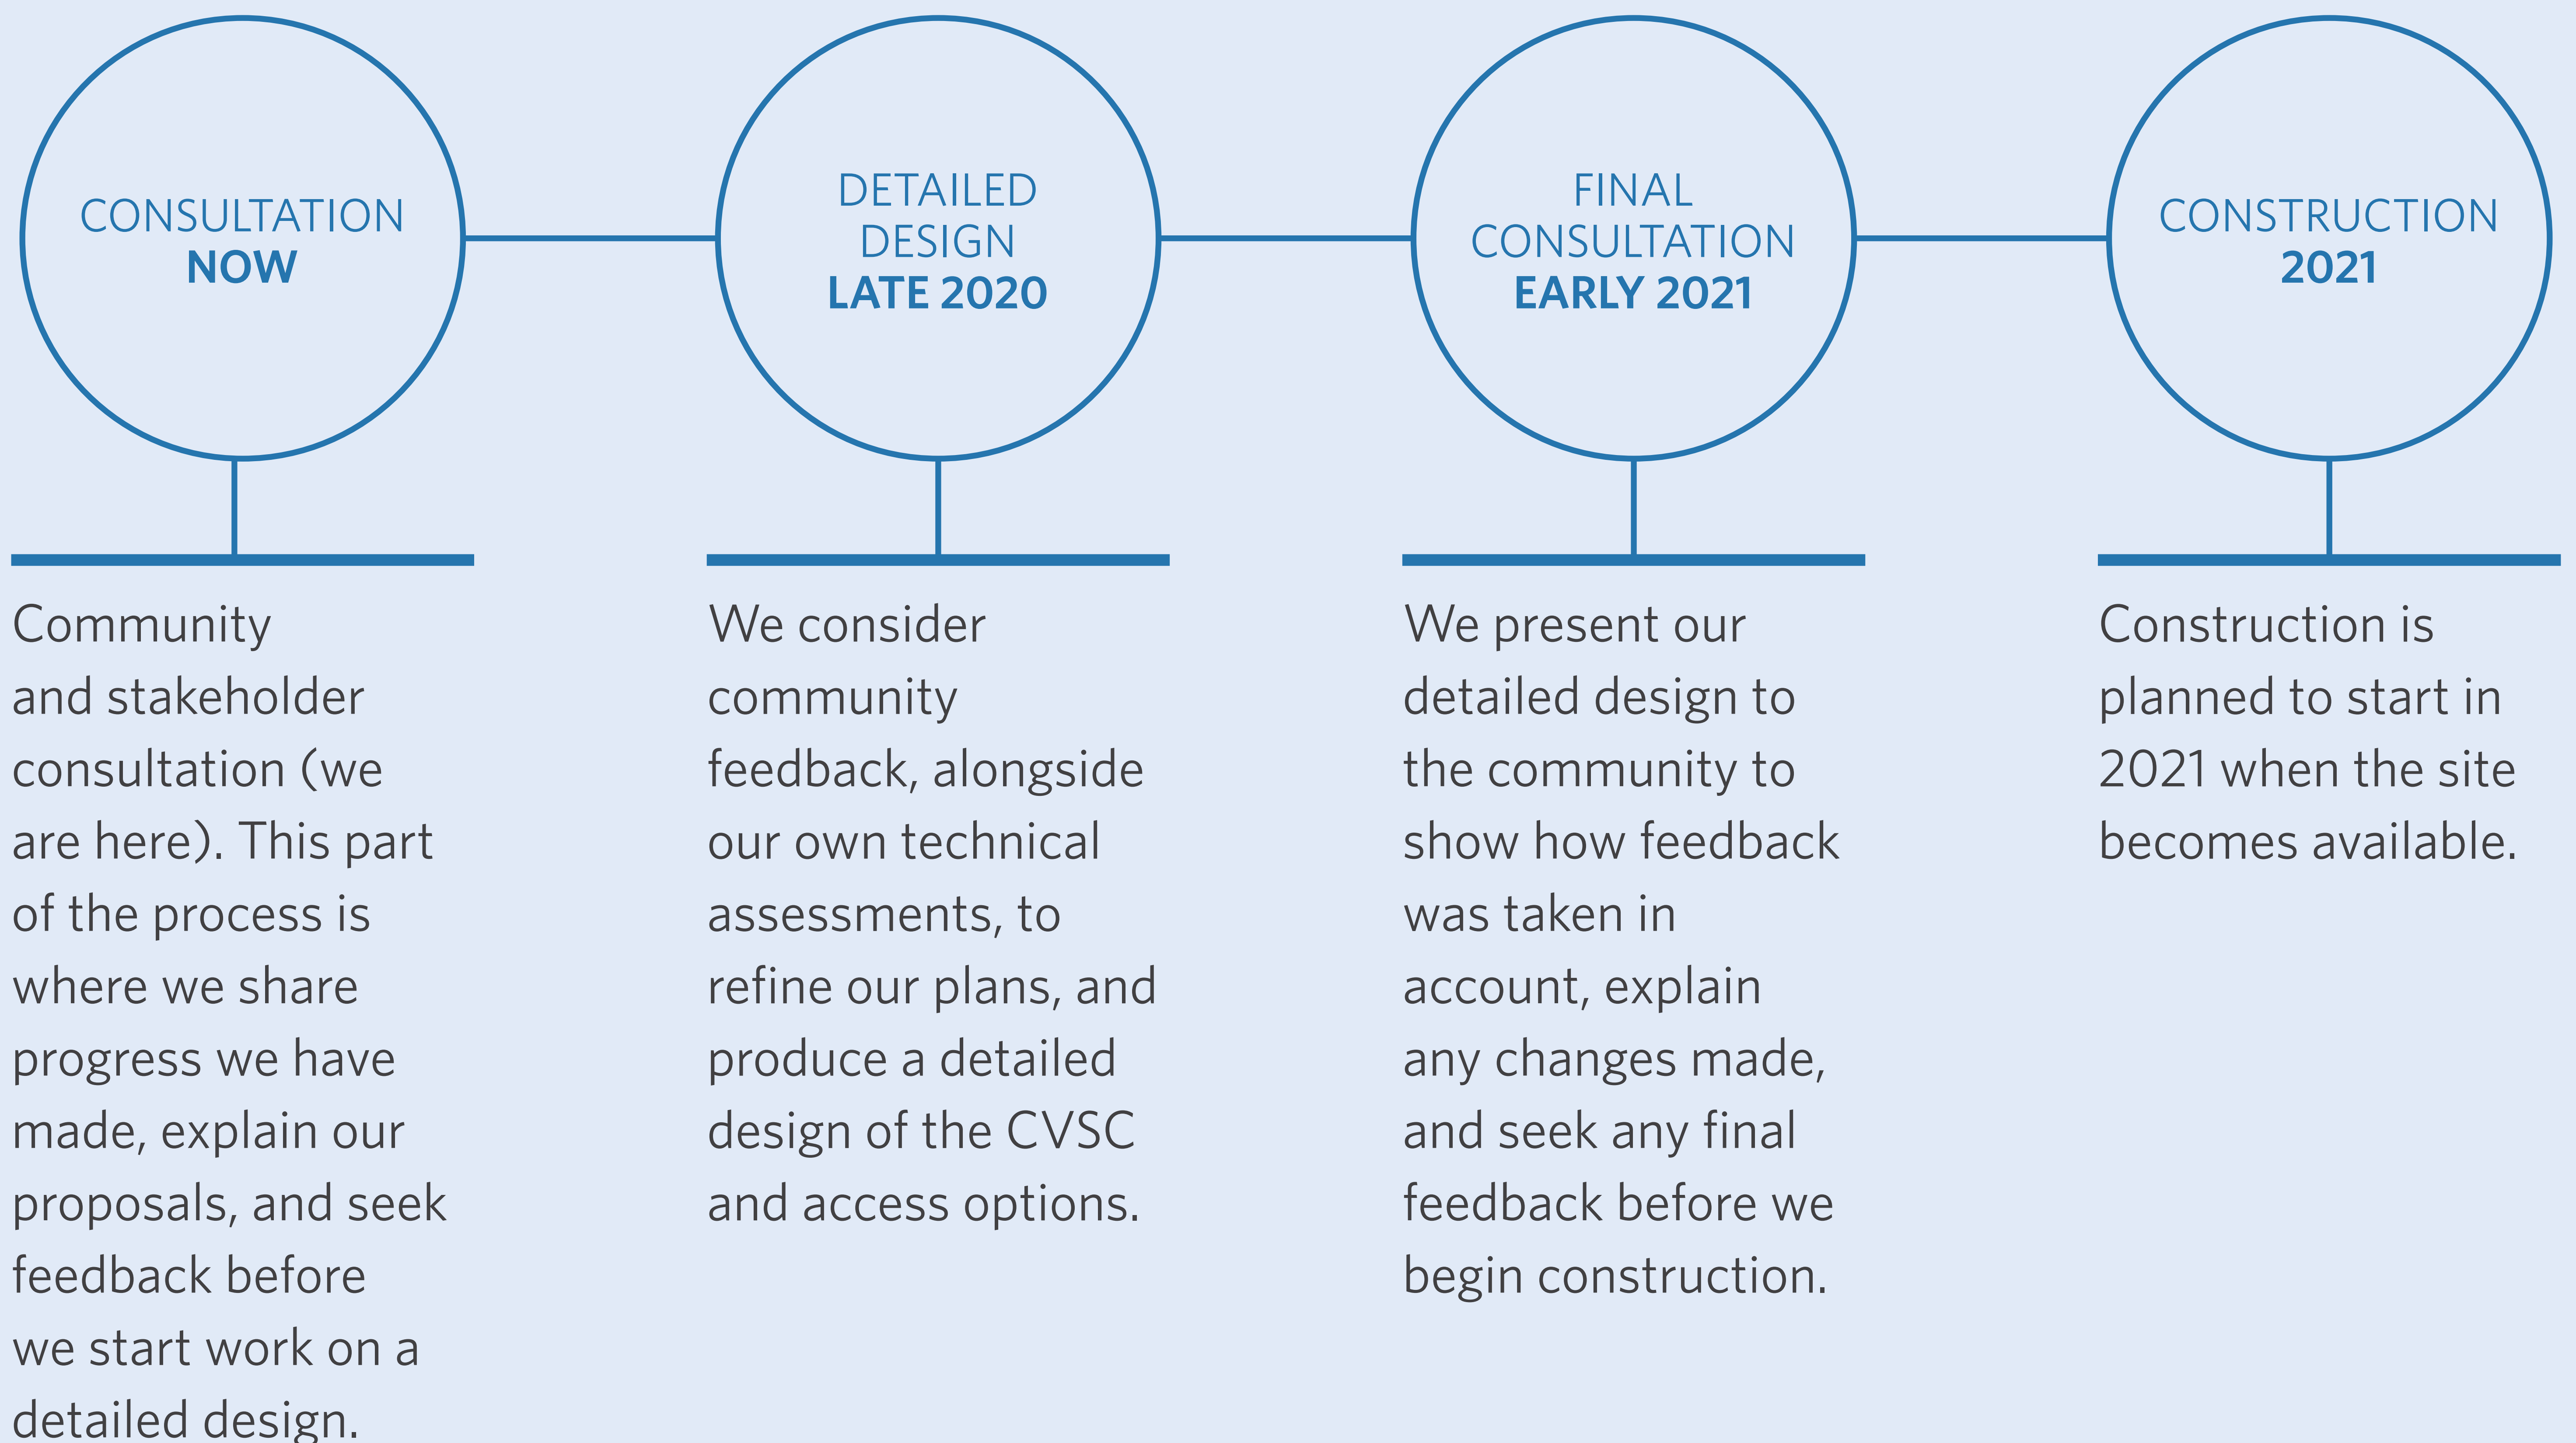 CONSULTATION
NOW
Community
and stakeholder
consultation (we
are here). This part
of the process is
where we share
progress we have
made, explain our
proposals, and seek
feedback before
we start work on a
detailed design.
DETAILED
DESIGN
LATE 2020
We consider
community
feedback, alongside
our own technical
assessments, to
refine our plans, and
produce a detailed
design of the CVSC
and access options.
FINAL
CONSULTATION
EARLY 2021
We present our
detailed design to
the community to
show how feedback
was taken in
account, explain
any changes made,
and seek any final
feedback before we
begin construction.
CONSTRUCTION
2021
Construction is
planned to start in
2021 when the site
becomes available.